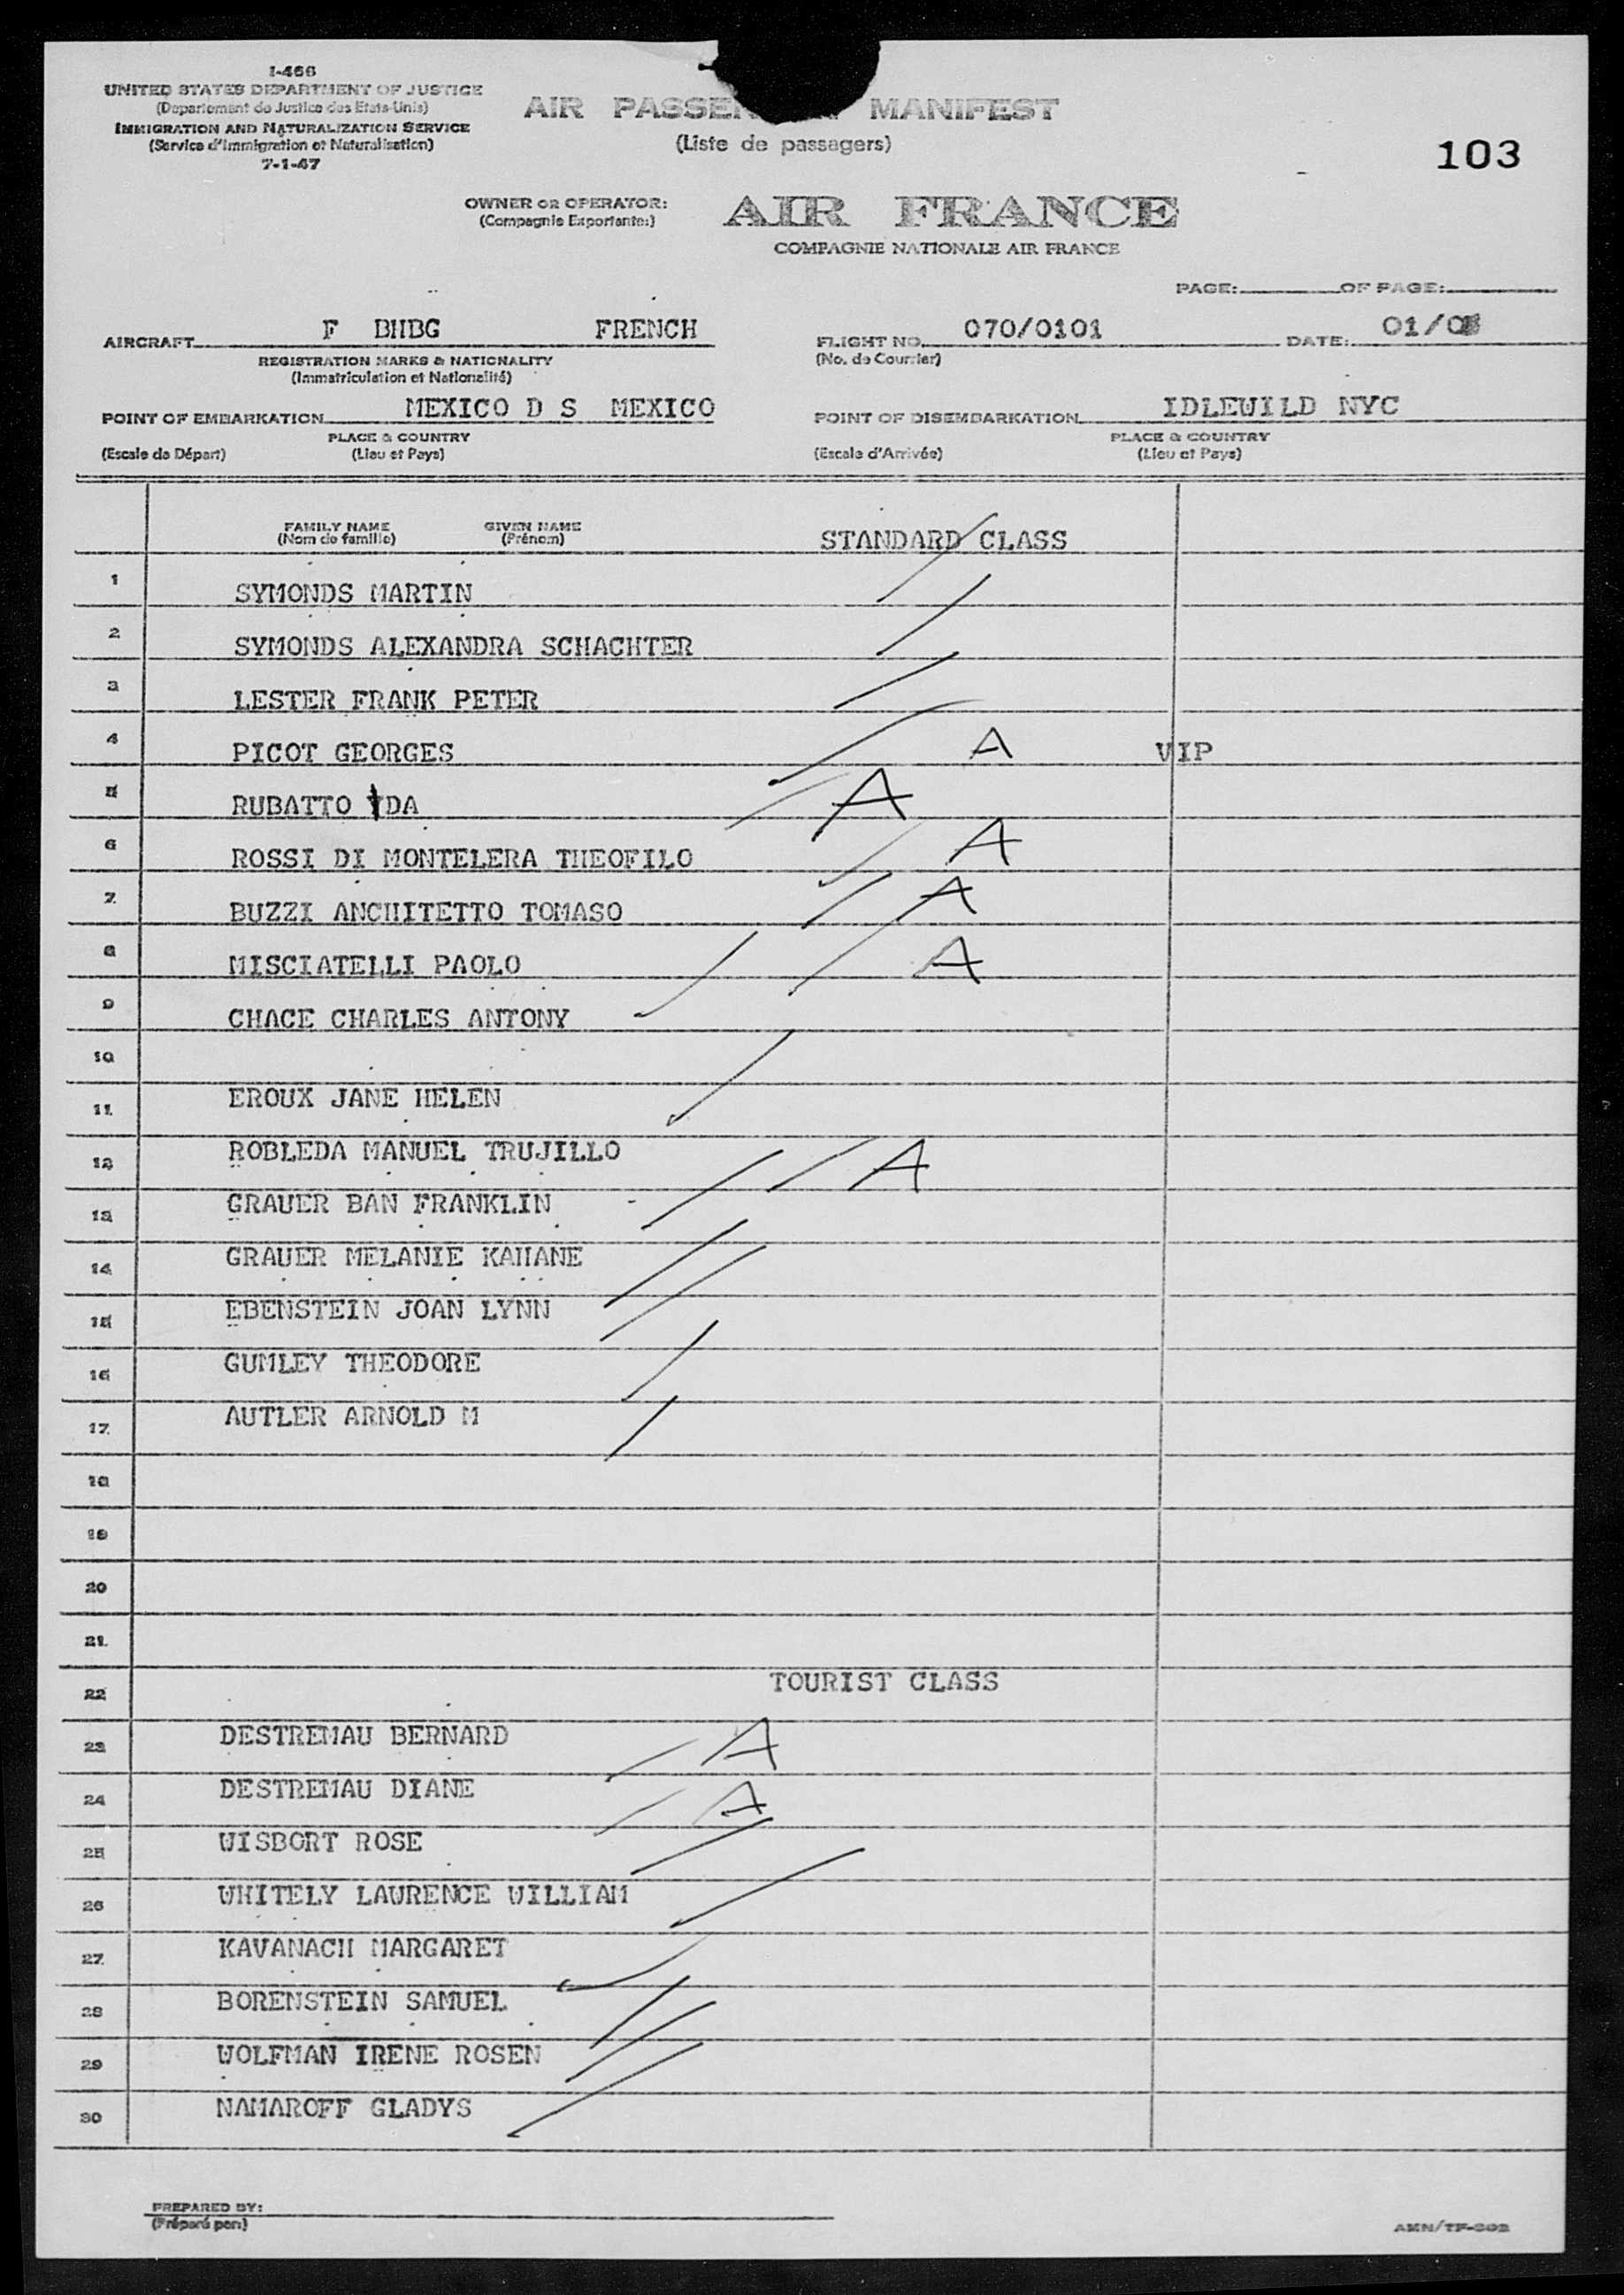 I-466
UNITED STATES DEPARTMENT OF JUSTICE
(Departement de Justice des Etats-Unis)
IMMIGRATION AND NATURALIZATION SERVICE
(Service d'Immigration et Naturalisation)
7-1-47
AIR PASSEN MANIFEST
(Liste de passagers)
103
OWNER OR OPERATOR: AIR FRANCE
(Compagnie Exportante:)
COMPAGNIE NATIONALE AIR FRANCE
PAGE: OF PAGE:
AIRCRAFT F BHBG FRENCH FLIGHT NO. 070/0101 DATE: 01/0
REGISTRATION MARKS & NATIONALITY (No. de Courrier)
(Immatriculation et Nationalité)
POINT OF EMBARKATION MEXICO D S MEXICO POINT OF DISEMBARKATION IDLEWILD NYC
PLACE & COUNTRY PLACE & COUNTRY
(Escale de Départ) (Lieu et Pays) (Escale d'Arrivée) (Lieu et Pays)
FAMILY NAME GIVEN NAME
(Nom de famille) (Prénom) STANDARD CLASS
1 SYMONDS MARTIN
2 SYMONDS ALEXANDRA SCHACHTER
3 LESTER FRANK PETER
4 PICOT GEORGES A VIP
5 RUBATTO IDA A
6 ROSSI DI MONTELERA THEOFILO A
7 BUZZI ANCHITETTO TOMASO A
8 MISCIATELLI PAOLO A
9 CHACE CHARLES ANTONY
10
11 EROUX JANE HELEN
12 ROBLEDA MANUEL TRUJILLO A
13 GRAUER BAN FRANKLIN
14 GRAUER MELANIE KAHANE
15 EBENSTEIN JOAN LYNN
16 GUMLEY THEODORE
17 AUTLER ARNOLD M
18
19
20
21
22 TOURIST CLASS
23 DESTREMAU BERNARD A
24 DESTREMAU DIANE A
25 WISBORT ROSE
26 WHITELY LAWRENCE WILLIAM
27 KAVANACH MARGARET
28 BORENSTEIN SAMUEL
29 WOLFMAN IRENE ROSEN
30 NAMAROFF GLADYS
PREPARED BY:
(Préparé par:)